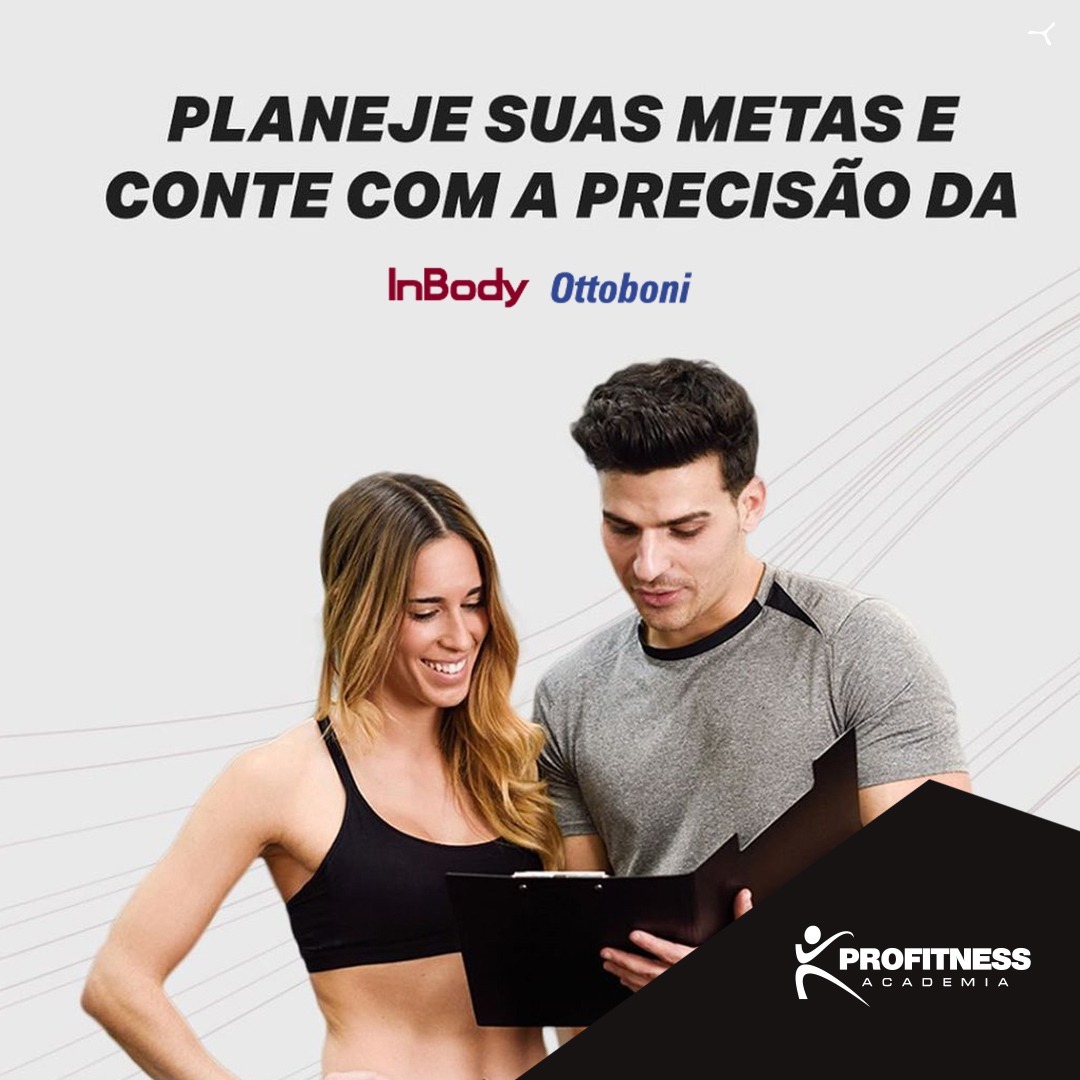 PLANEJE SUAS METAS E
CONTE COM A PRECISÃO DA
InBody Ottoboni
PROFITNESS
ACADEMIA